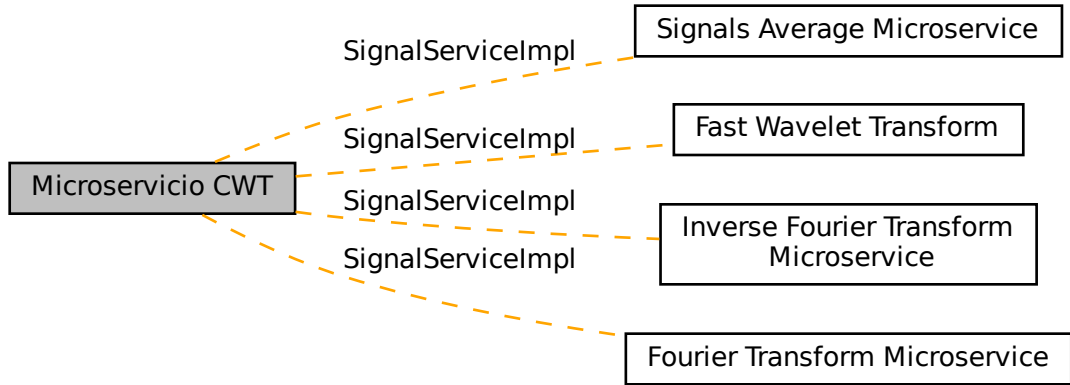 Signals Average Microservice
SignalServiceImpl
Fast Wavelet Transform
SignalServiceImpl
Microservicio CWT
SignalServiceImpl
Inverse Fourier Transform
Microservice
SignalServiceImpl
Fourier Transform Microservice